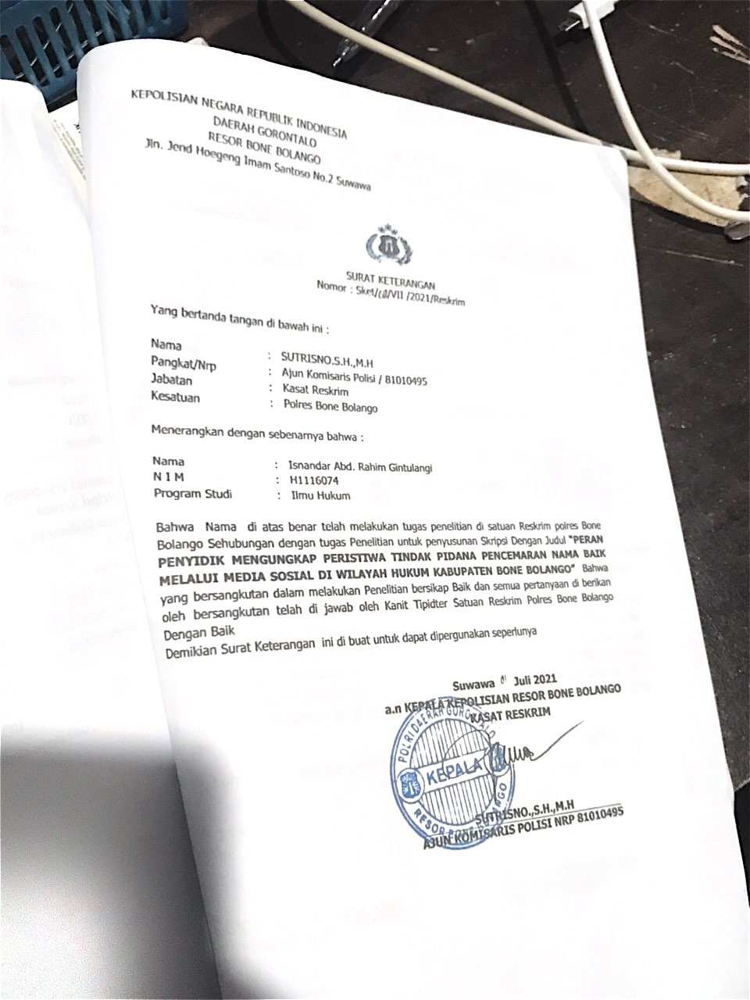 KEPOLISIAN NEGARA REPUBLIK INDONESIA
DAERAH GORONTALO
RESOR BONE BOLANGO
Jln. Jend Hoegeng Imam Santoso No.2 Suwawa
SURAT KETERANGAN
Nomor : Sket/ /VII /2021/Reskrim
Yang bertanda tangan di bawah ini :
Nama : SUTRISNO.S.H.,M.H
Pangkat/Nrp : Ajun Komisaris Polisi / 81010495
Jabatan : Kasat Reskrim
Kesatuan : Polres Bone Bolango
Menerangkan dengan sebenarnya bahwa :
Nama : Isnandar Abd. Rahim Gintulangi
N I M : H1116074
Program Studi : Ilmu Hukum
Bahwa Nama di atas benar telah melakukan tugas penelitian di satuan Reskrim polres Bone
Bolango Sehubungan dengan tugas Penelitian untuk penyusunan Skripsi Dengan Judul "PERAN
PENYIDIK MENGUNGKAP PERISTIWA TINDAK PIDANA PENCEMARAN NAMA BAIK
MELALUI MEDIA SOSIAL DI WILAYAH HUKUM KABUPATEN BONE BOLANGO" Bahwa
yang bersangkutan dalam melakukan Penelitian bersikap Baik dan semua pertanyaan di berikan
oleh bersangkutan telah di jawab oleh Kanit Tipidter Satuan Reskrim Polres Bone Bolango
Dengan Baik
Demikian Surat Keterangan ini di buat untuk dapat dipergunakan seperlunya
Suwawa Juli 2021
a.n KEPALA KEPOLISIAN RESOR BONE BOLANGO
KASAT RESKRIM
POLRI DAERAH GORONTALO
KEPALA
RESOR BONE BOLANGO
SUTRISNO.,S.H.,M.H
AJUN KOMISARIS POLISI NRP 81010495